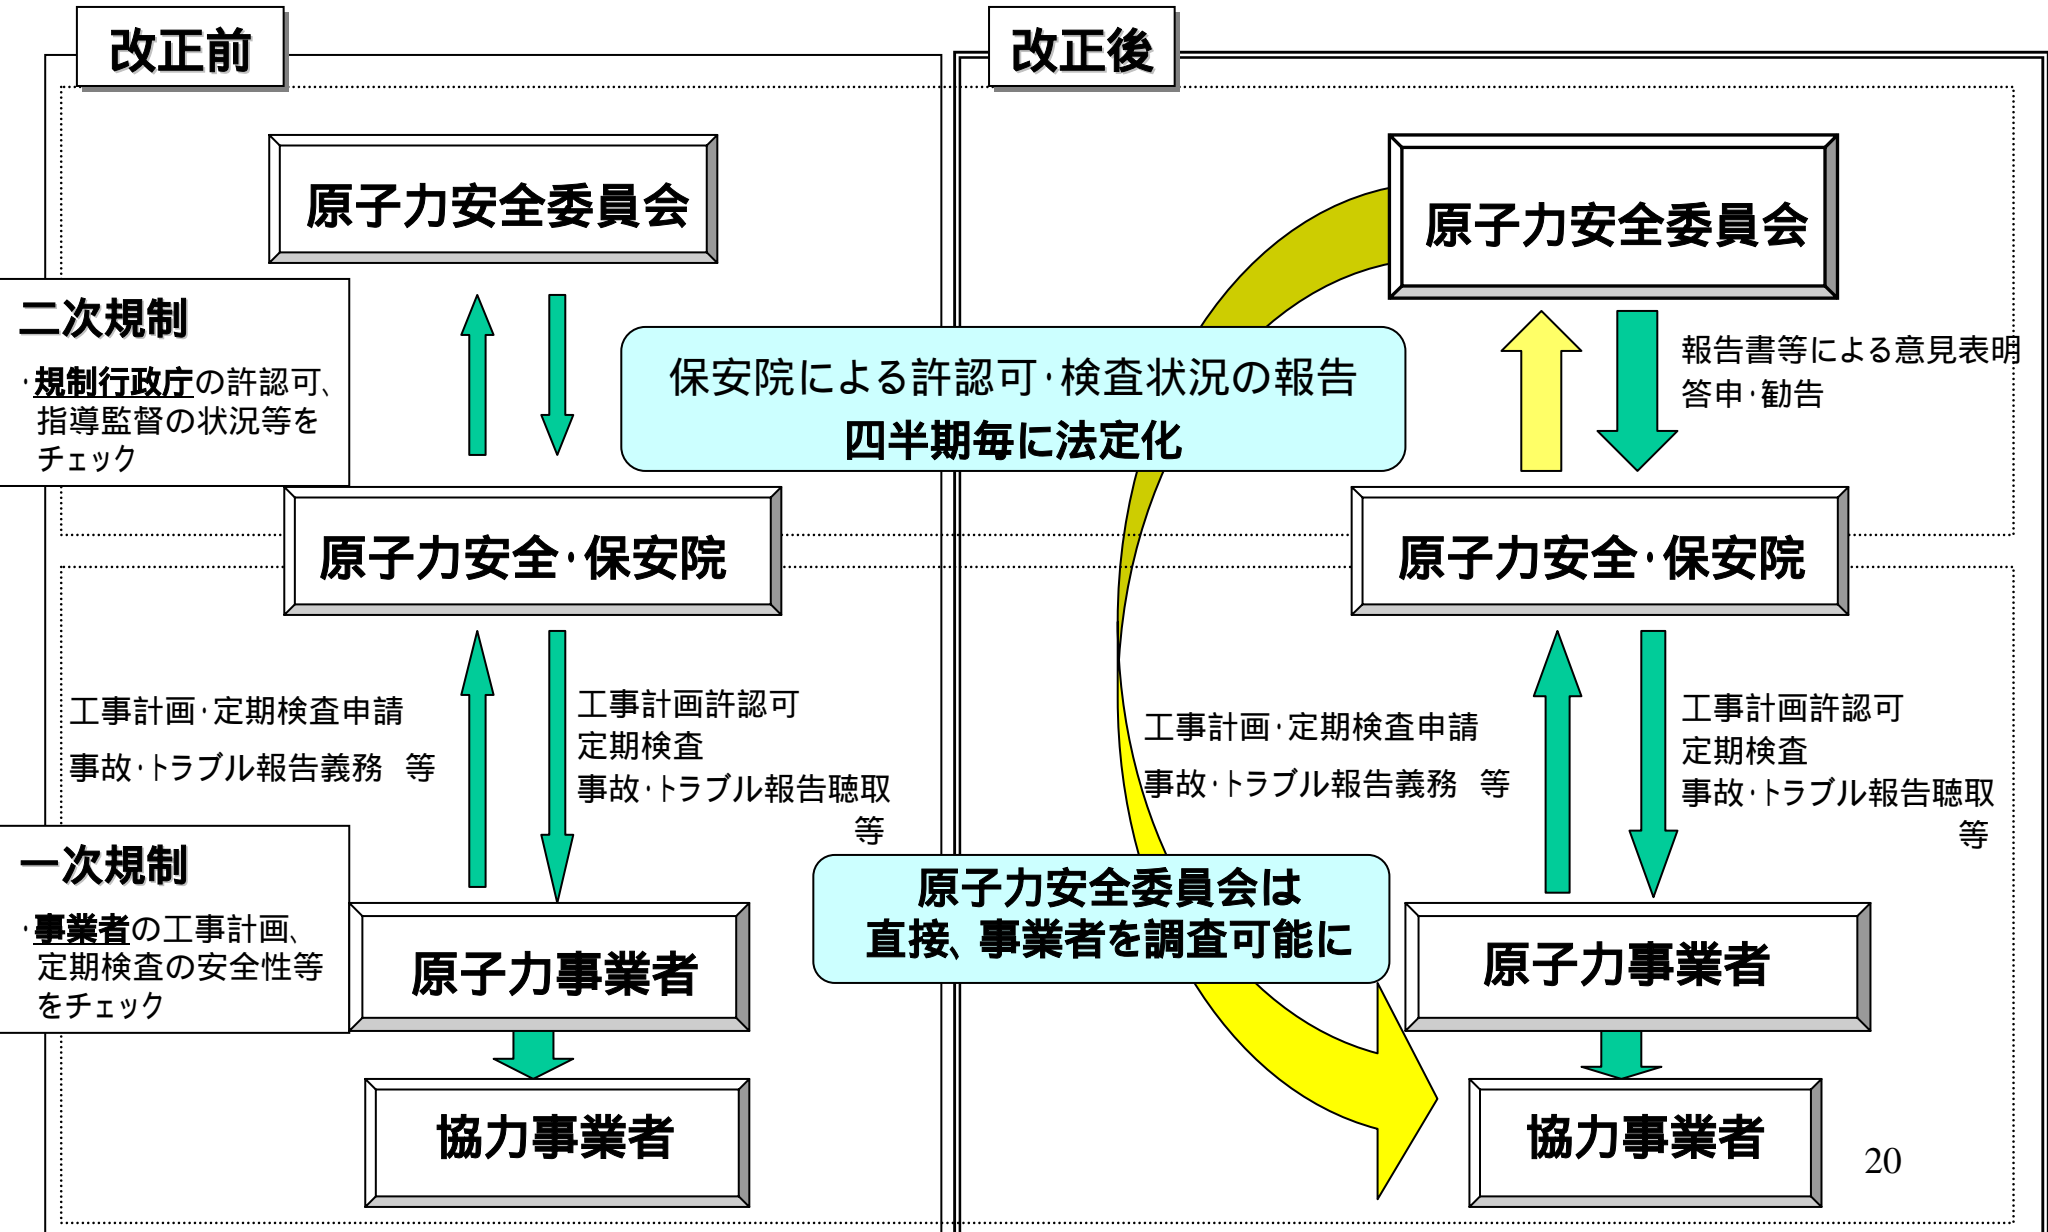 改正前
改正後
原子力安全委員会
原子力安全委員会
二次規制
・規制行政庁の許認可、
指導監督の状況等を
チェック
保安院による許認可・検査状況の報告
四半期毎に法定化
報告書等による意見表明
答申・勧告
原子力安全・保安院
原子力安全・保安院
工事計画・定期検査申請
事故・トラブル報告義務 等
工事計画許認可
定期検査
事故・トラブル報告聴取
等
工事計画・定期検査申請
事故・トラブル報告義務 等
工事計画許認可
定期検査
事故・トラブル報告聴取
等
一次規制
・事業者の工事計画、
定期検査の安全性等
をチェック
原子力安全委員会は
直接、事業者を調査可能に
原子力事業者
原子力事業者
協力事業者
協力事業者
20